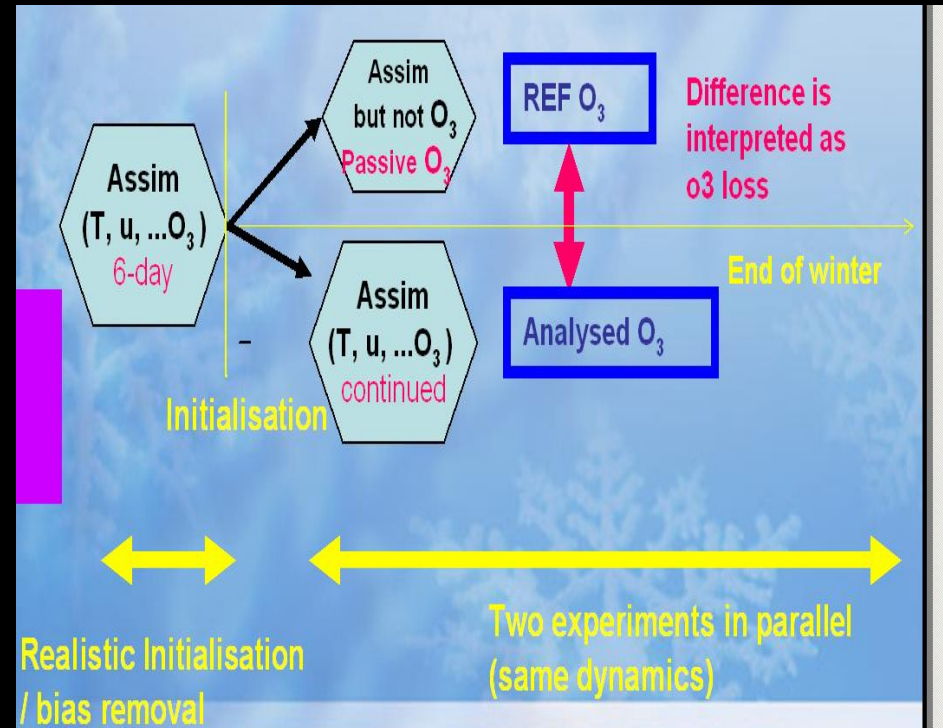 Assim
(T, u, ...O₃)
6-day
Assim
but not O₃
Passive O₃
REF O₃
Difference is
interpreted as
o3 loss
End of winter
Assim
(T, u, ...O₃)
continued
Analysed O₃
–
Initialisation
Realistic Initialisation
/ bias removal
Two experiments in parallel
(same dynamics)